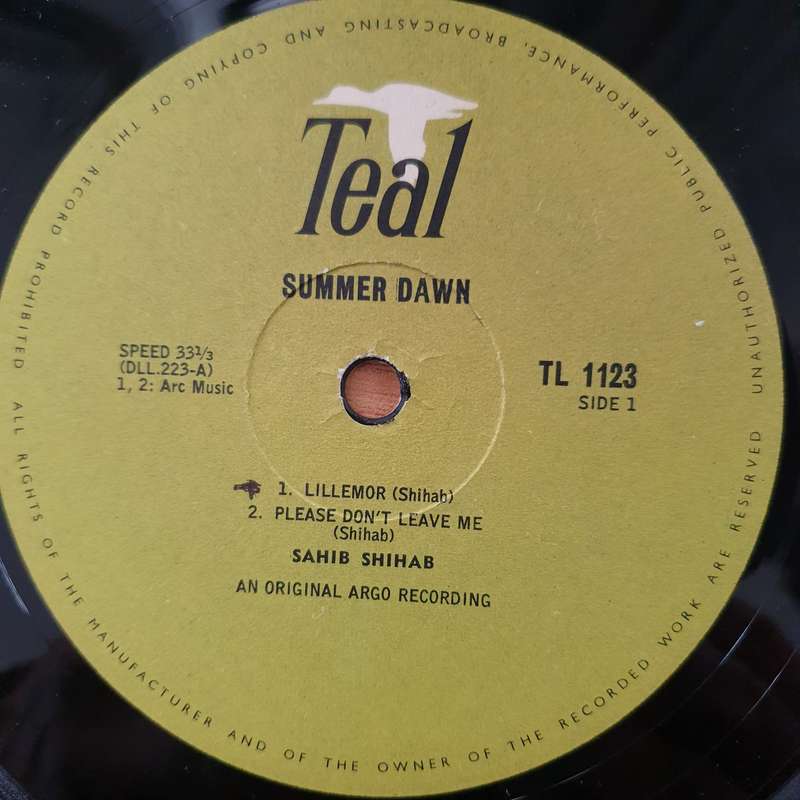 Teal
SUMMER DAWN
SPEED 33⅓
(DLL.223-A)
1, 2: Arc Music
TL 1123
SIDE 1
1. LILLEMOR (Shihab)
2. PLEASE DON'T LEAVE ME
(Shihab)
SAHIB SHIHAB
AN ORIGINAL ARGO RECORDING
ALL RIGHTS OF THE MANUFACTURER AND OF THE OWNER OF THE RECORDED WORK ARE RESERVED UNAUTHORIZED PUBLIC PERFORMANCE, BROADCASTING AND COPYING OF THIS RECORD PROHIBITED